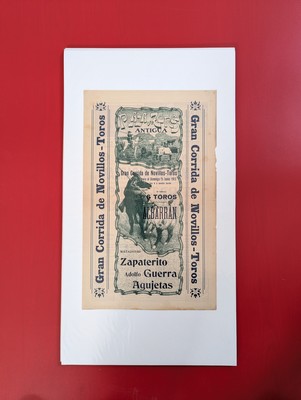 ANTIGUA
Gran Corrida de Novillos-Toros
6 TOROS
ALBARRÁN
Zapaterito
Adolfo Guerra
Agujetas
Gran Corrida de Novillos-Toros
Gran Corrida de Novillos-Toros